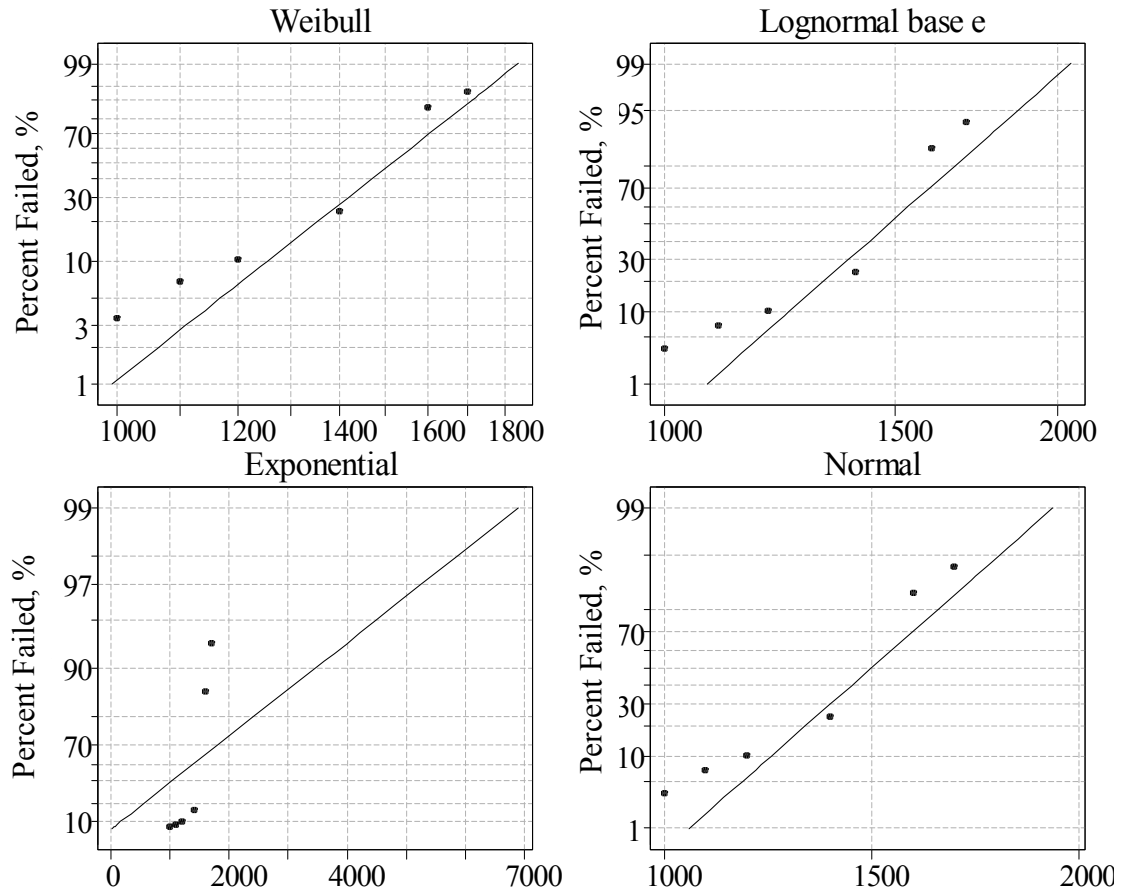 Weibull
Percent Failed, %
99
70
30
10
3
1
1000 1200 1400 1600 1800
Lognormal base e
Percent Failed, %
99
95
70
30
10
1
1000 1500 2000
Exponential
Percent Failed, %
99
97
90
70
10
0 2000 4000 7000
Normal
Percent Failed, %
99
70
30
10
1
1000 1500 2000